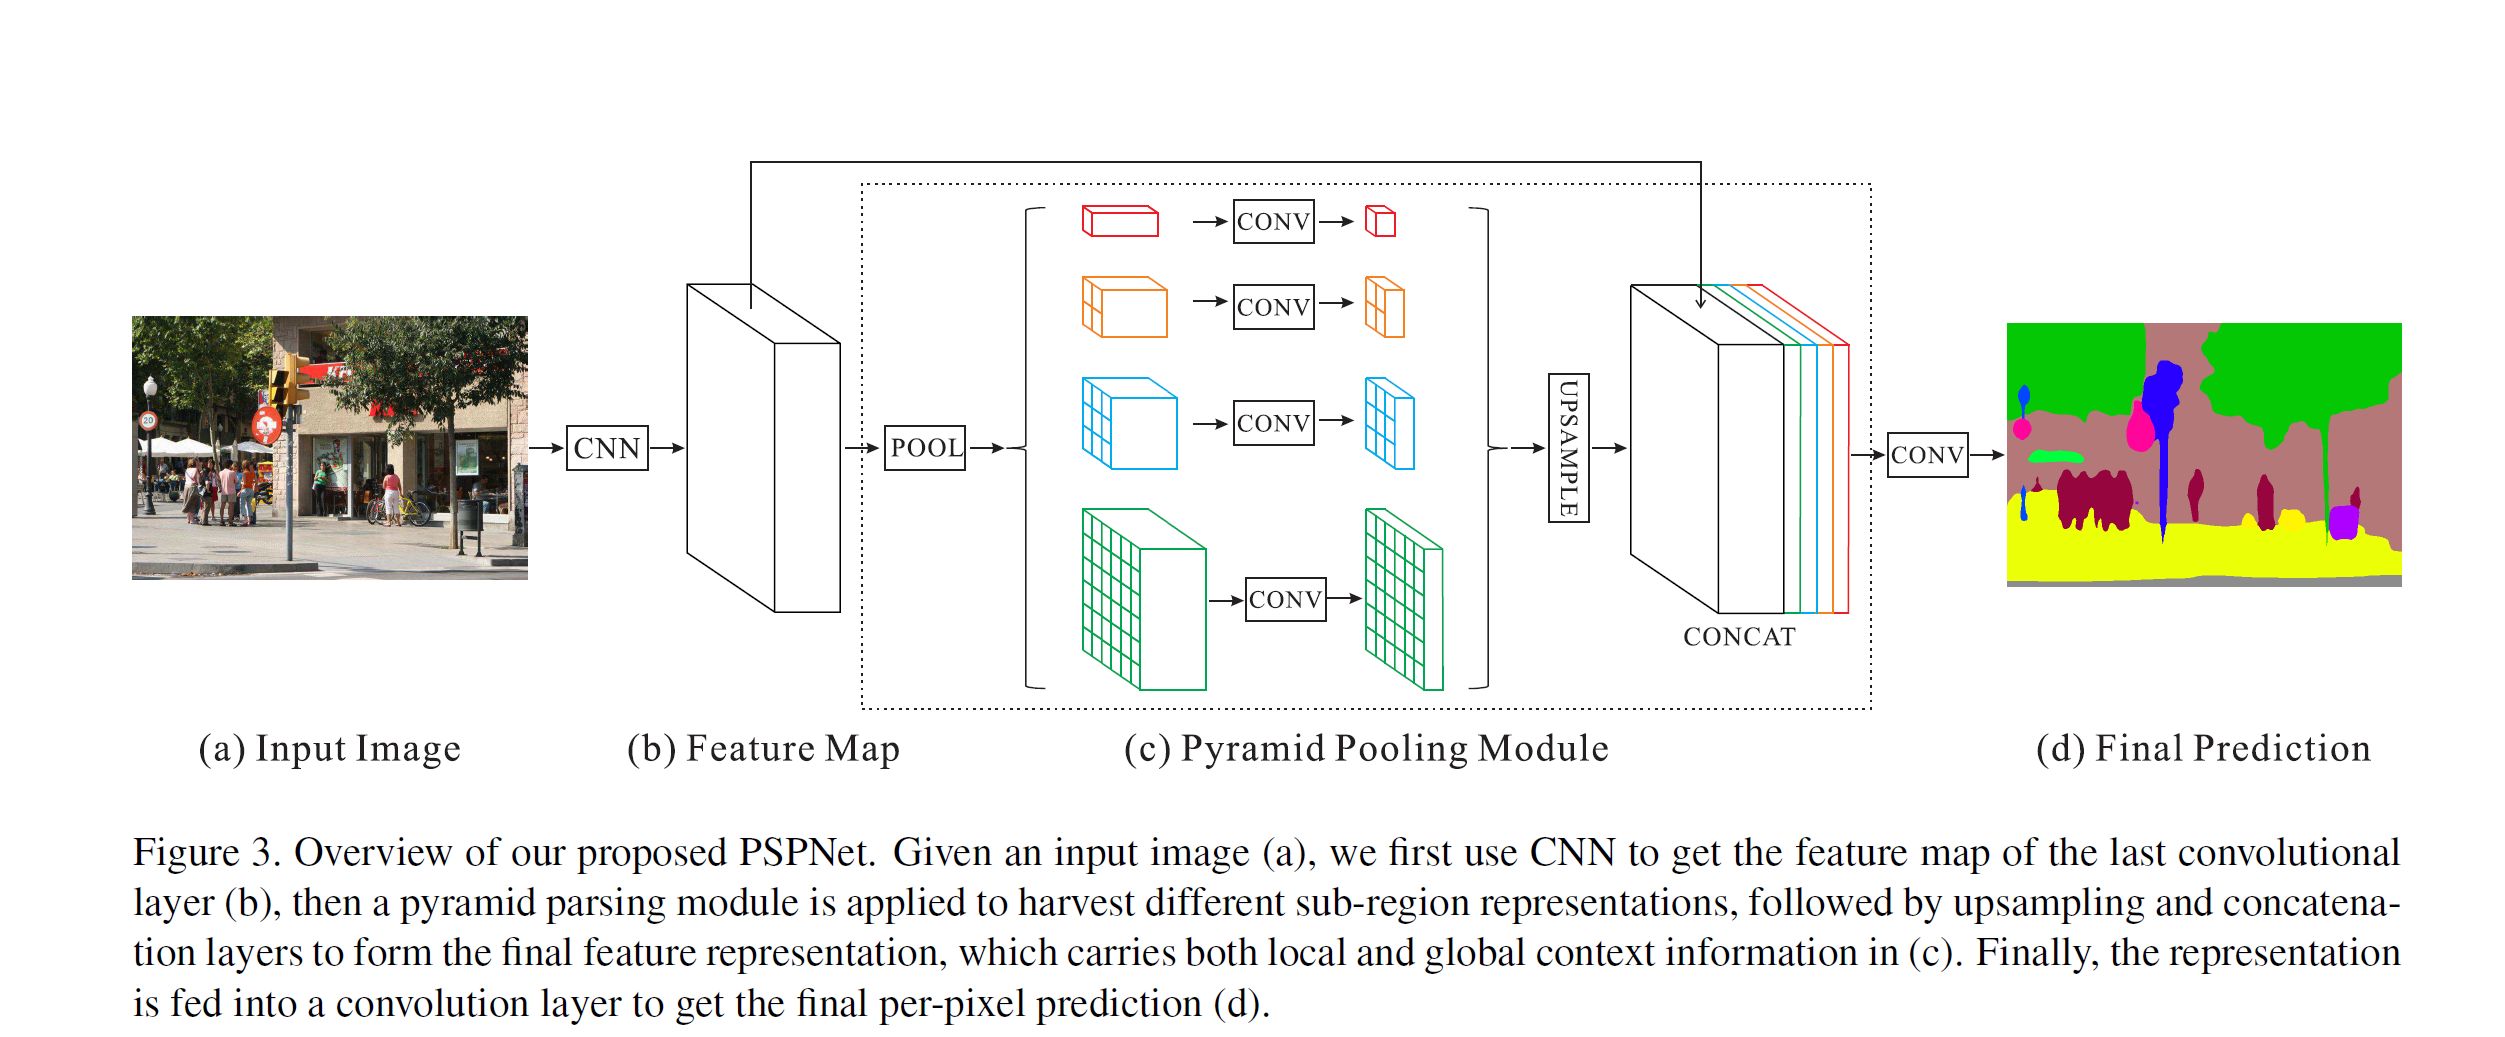 CONV
CONV
CONV
CONV
CNN
POOL
UPSAMPLE
CONCAT
CONV
20
(a) Input Image
(b) Feature Map
(c) Pyramid Pooling Module
(d) Final Prediction
Figure 3. Overview of our proposed PSPNet. Given an input image (a), we first use CNN to get the feature map of the last convolutional
layer (b), then a pyramid parsing module is applied to harvest different sub-region representations, followed by upsampling and concatena-
tion layers to form the final feature representation, which carries both local and global context information in (c). Finally, the representation
is fed into a convolution layer to get the final per-pixel prediction (d).